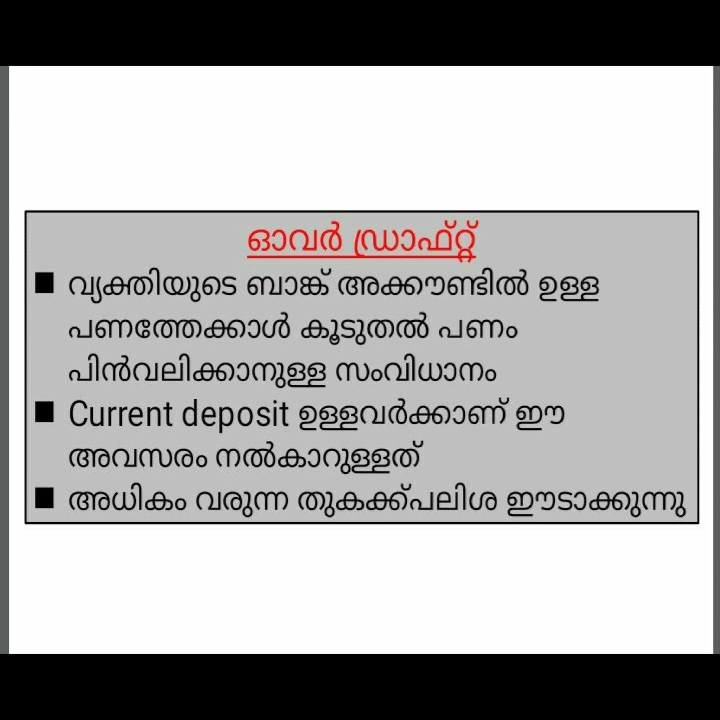 ഓവർ ഡ്രാഫ്റ്റ്
■ വ്യക്തിയുടെ ബാങ്ക് അക്കൗണ്ടിൽ ഉള്ള
പണത്തേക്കാൾ കൂടുതൽ പണം
പിൻവലിക്കാനുള്ള സംവിധാനം
■ Current deposit ഉള്ളവർക്കാണ് ഈ
അവസരം നൽകാറുള്ളത്
■ അധികം വരുന്ന തുകക്ക്പലിശ ഈടാക്കുന്നു